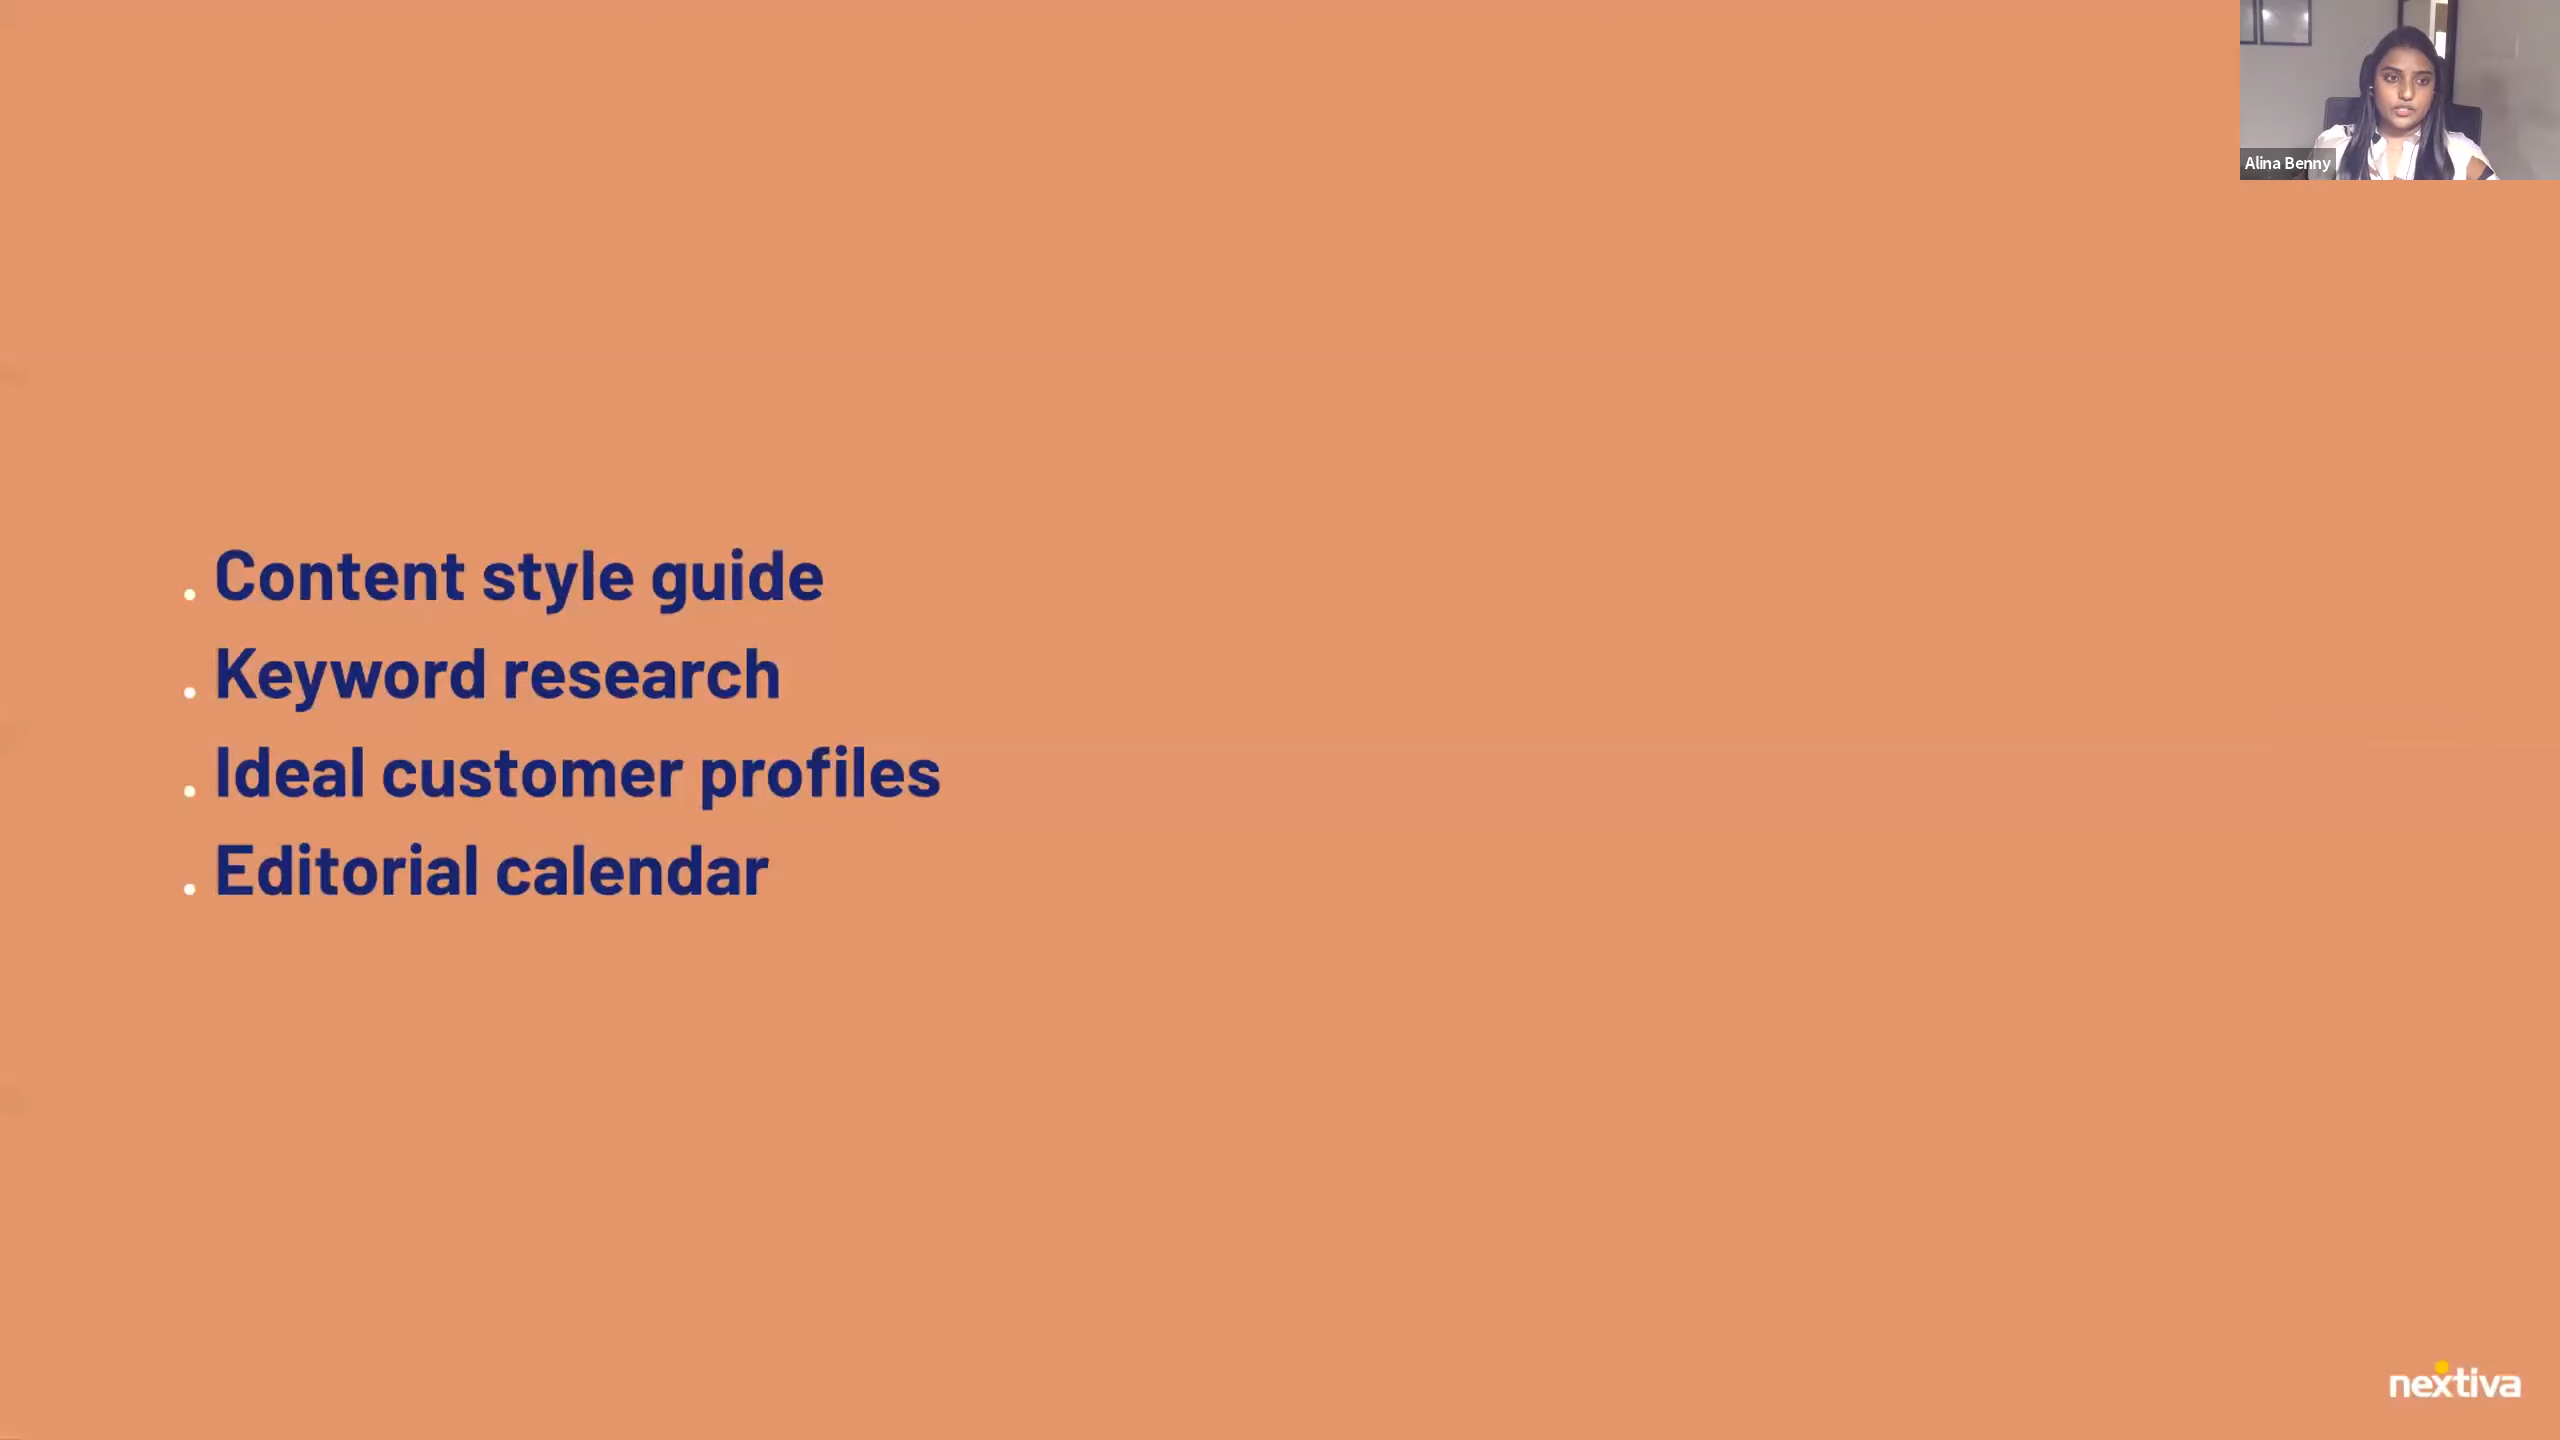 Alina Benny
. Content style guide
. Keyword research
. Ideal customer profiles
. Editorial calendar
nextiva